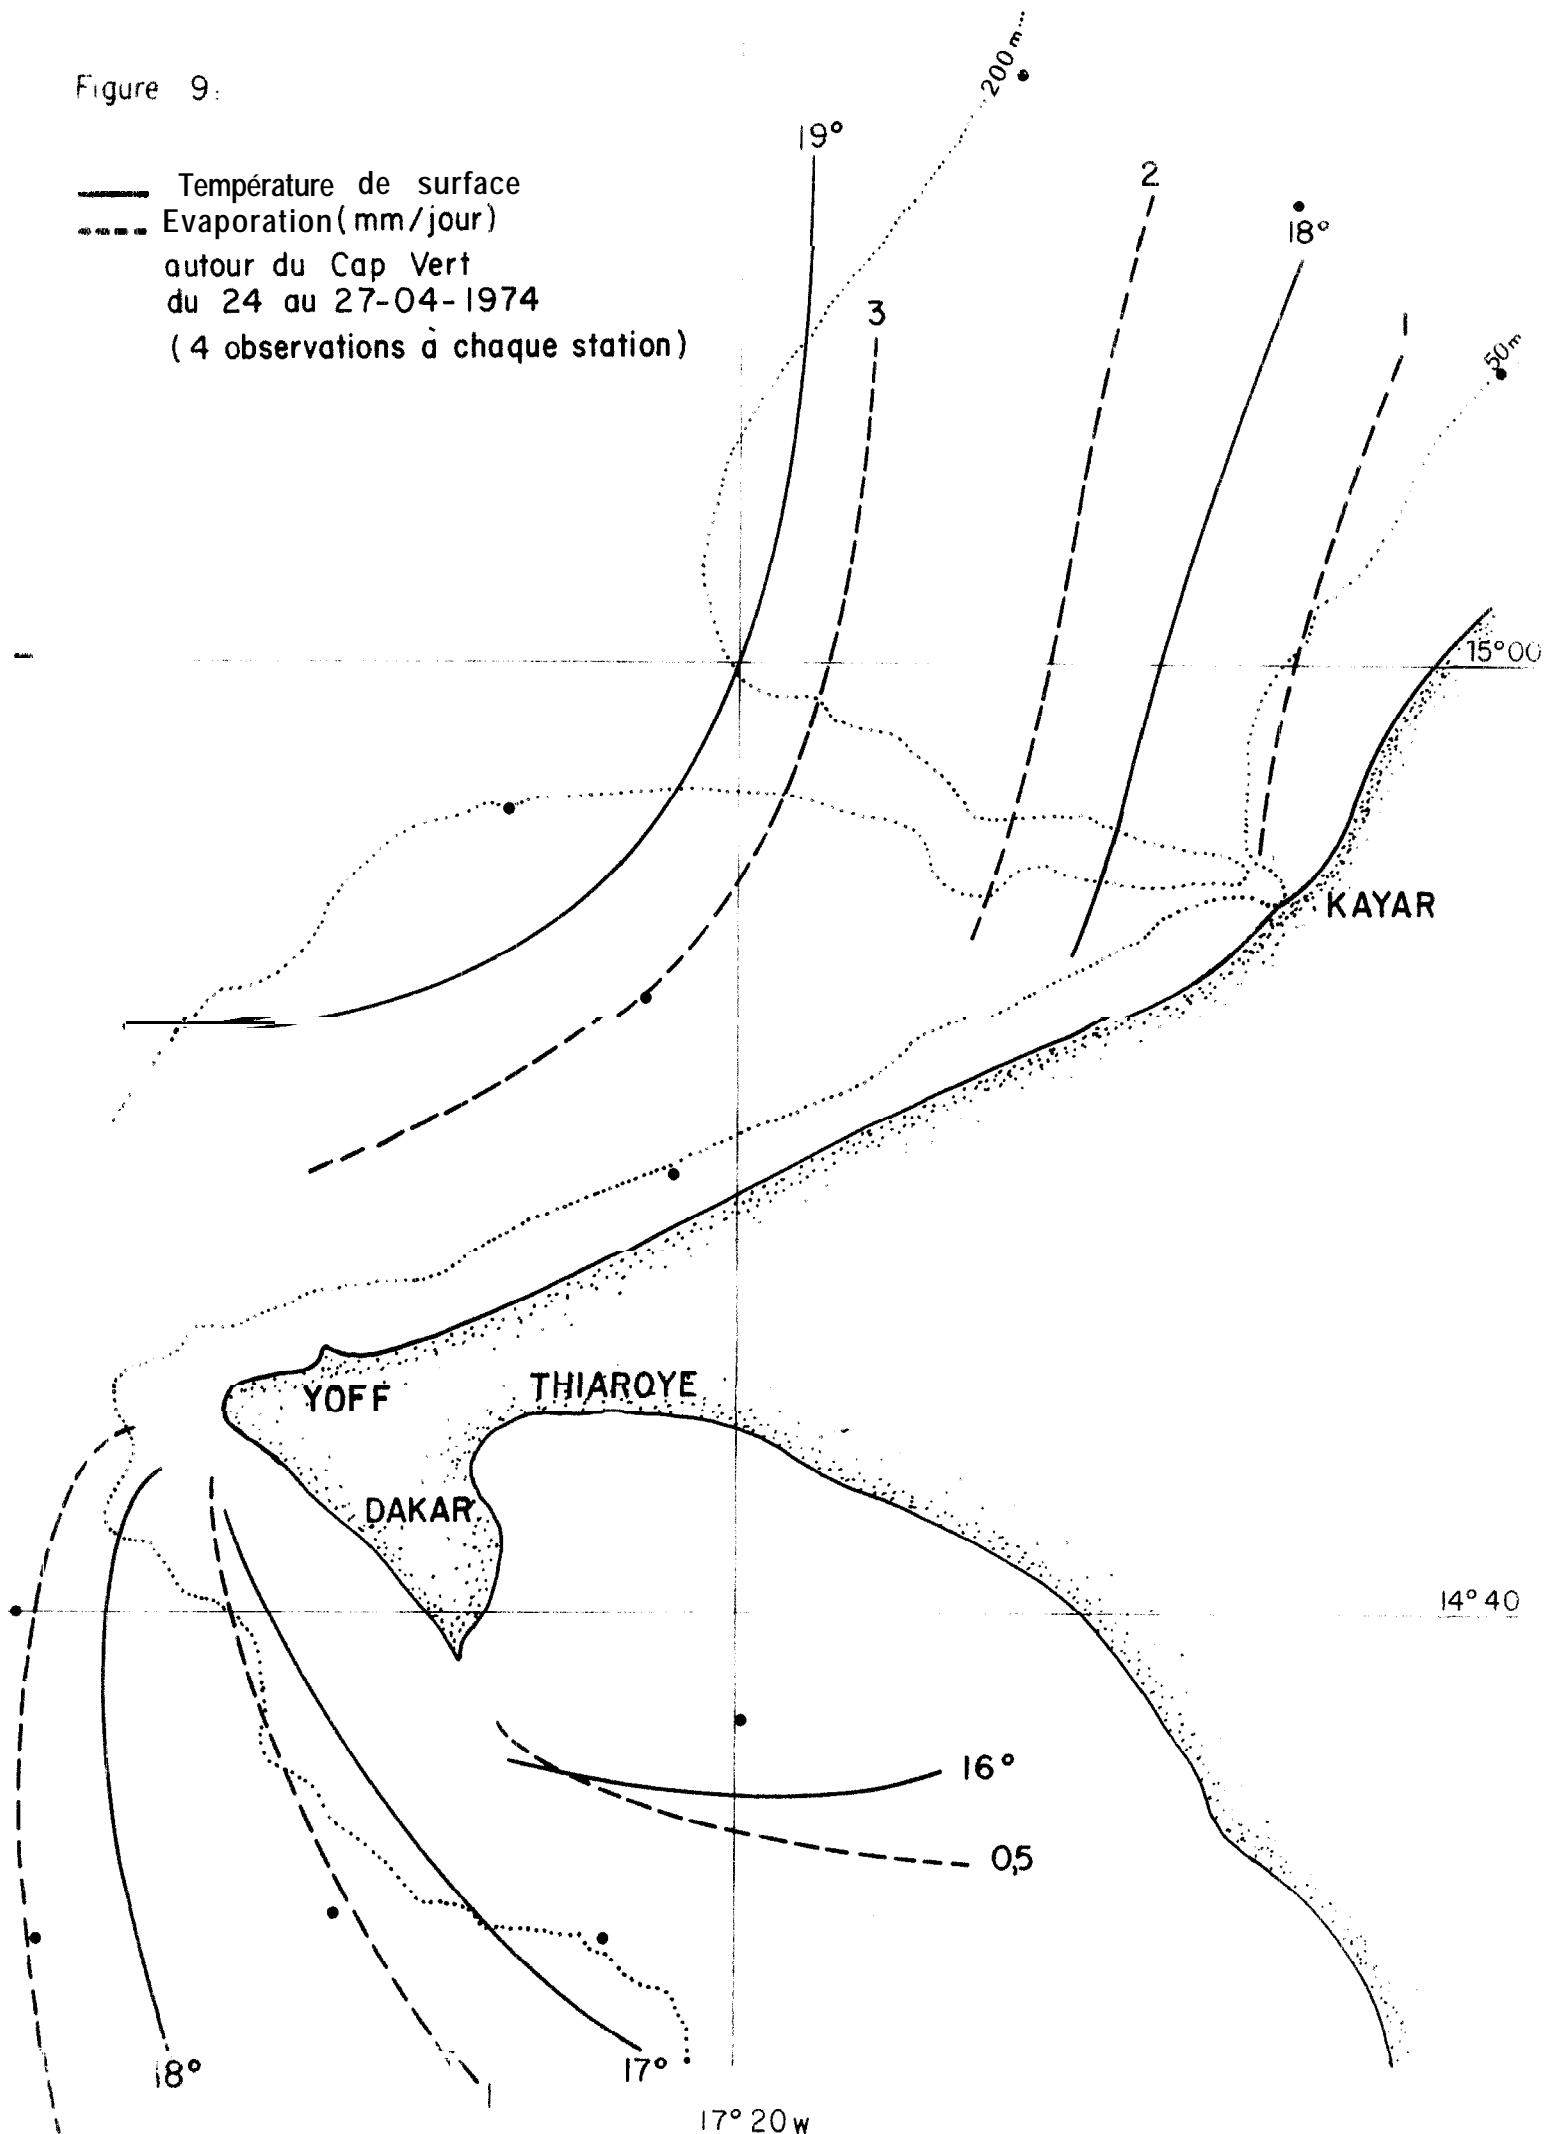 Figure 9:
Température de surface
Evaporation (mm/jour)
autour du Cap Vert
du 24 au 27-04-1974
(4 observations à chaque station)
200m
19°
2
18°
3
1
50m
15°00
KAYAR
YOFF
THIAROYE
DAKAR
14°40
16°
0,5
18°
17°
1
17°20w